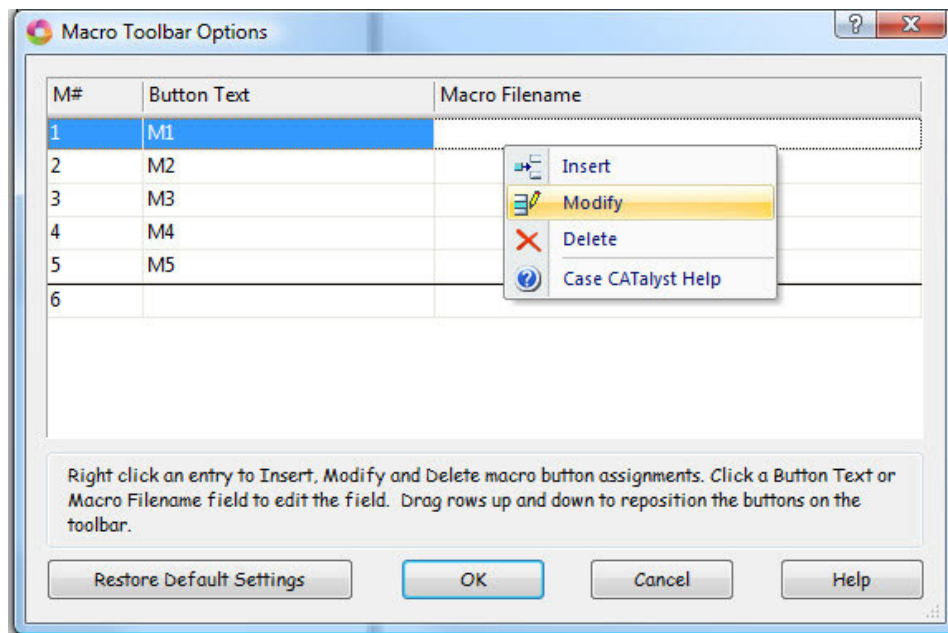 Macro Toolbar Options
M# Button Text Macro Filename
1 M1
2 M2
3 M3
4 M4
5 M5
6
Insert
Modify
Delete
Case CATalyst Help
Right click an entry to Insert, Modify and Delete macro button assignments. Click a Button Text or
Macro Filename field to edit the field. Drag rows up and down to reposition the buttons on the
toolbar.
Restore Default Settings OK Cancel Help